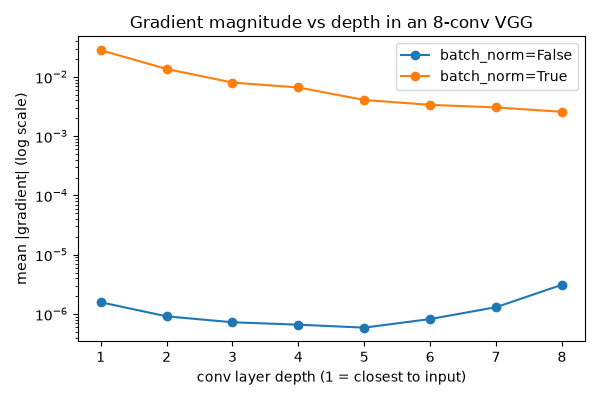 Gradient magnitude vs depth in an 8-conv VGG
batch_norm=False
batch_norm=True
mean |gradient| (log scale)
10⁻²
10⁻³
10⁻⁴
10⁻⁵
10⁻⁶
1 2 3 4 5 6 7 8
conv layer depth (1 = closest to input)